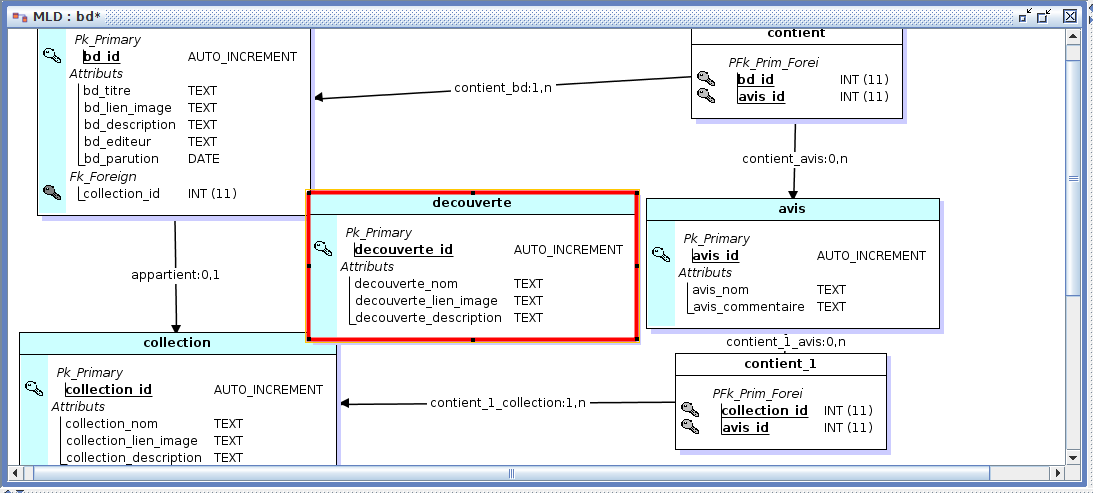 MLD : bd*
Pk_Primary
bd_id AUTO_INCREMENT
Attributs
bd_titre TEXT
bd_lien_image TEXT
bd_description TEXT
bd_editeur TEXT
bd_parution DATE
Fk_Foreign
collection_id INT (11)
contient_bd:1,n
contient
PFk_Prim_Forei
bd_id INT (11)
avis_id INT (11)
contient_avis:0,n
appartient:0,1
decouverte
Pk_Primary
decouverte_id AUTO_INCREMENT
Attributs
decouverte_nom TEXT
decouverte_lien_image TEXT
decouverte_description TEXT
avis
Pk_Primary
avis_id AUTO_INCREMENT
Attributs
avis_nom TEXT
avis_commentaire TEXT
contient_1_avis:0,n
collection
Pk_Primary
collection_id AUTO_INCREMENT
Attributs
collection_nom TEXT
collection_lien_image TEXT
collection_description TEXT
contient_1_collection:1,n
contient_1
PFk_Prim_Forei
collection_id INT (11)
avis_id INT (11)